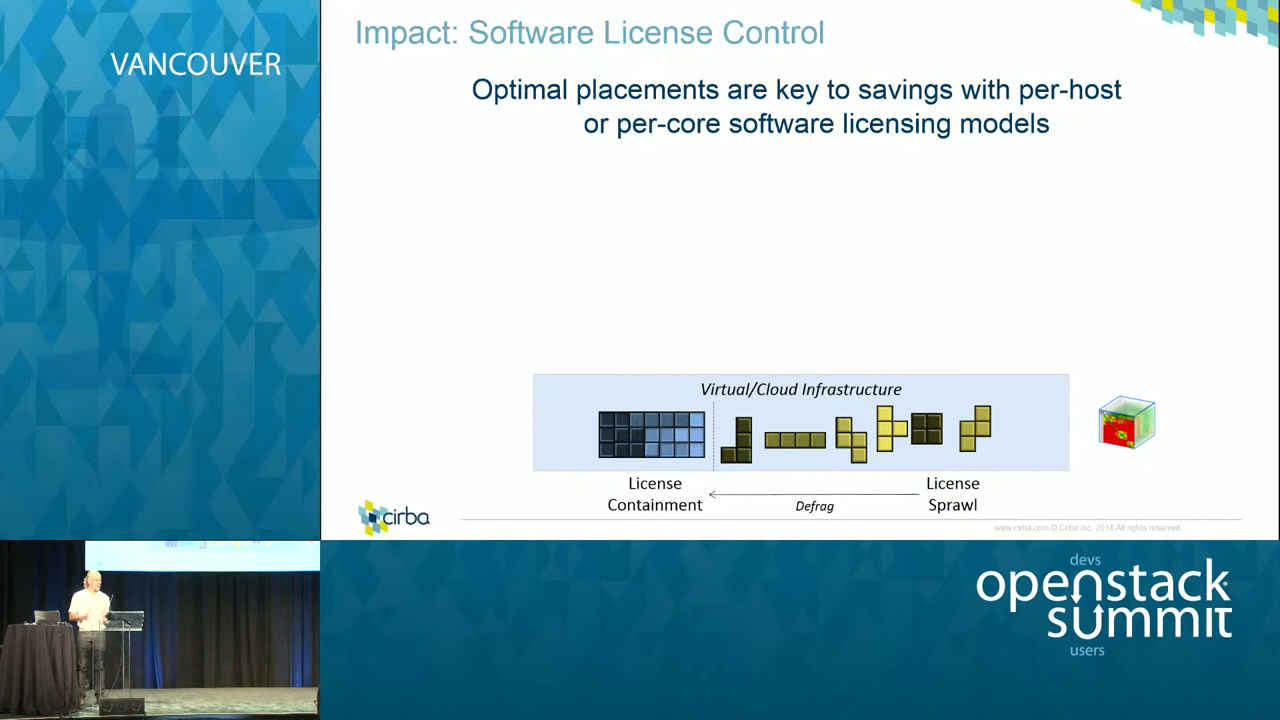 VANCOUVER
Impact: Software License Control
Optimal placements are key to savings with per-host
or per-core software licensing models
Virtual/Cloud Infrastructure
License
Containment
Defrag
License
Sprawl
cirba
www.cirba.com © Cirba Inc. 2014 All rights reserved
devs
openstack
summit
users